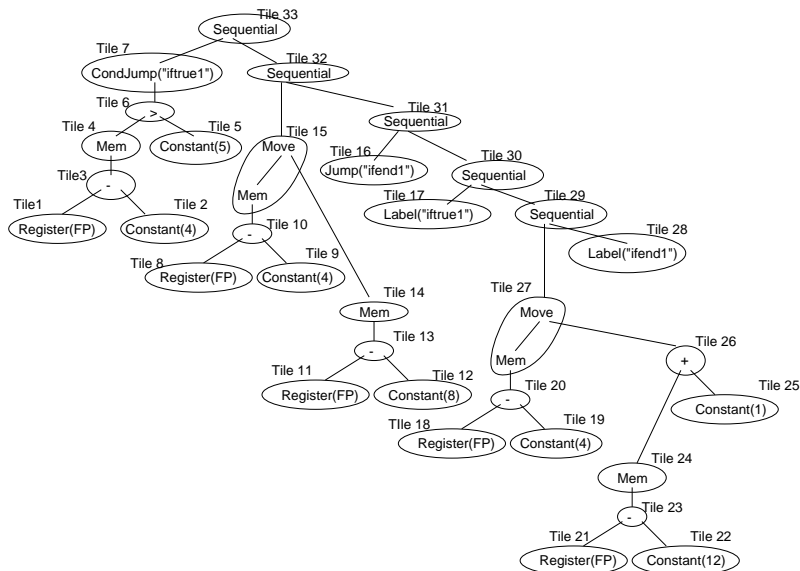 Tile 33
Sequential
Tile 7
CondJump("iftrue1")
Tile 32
Sequential
Tile 6
>
Tile 31
Sequential
Tile 4
Mem
Tile 5
Constant(5)
Tile 15
Move
Mem
Tile 16
Jump("ifend1")
Tile 30
Sequential
Tile3
-
Tile 17
Label("iftrue1")
Tile 29
Sequential
Tile1
Register(FP)
Tile 2
Constant(4)
Tile 10
-
Tile 28
Label("ifend1")
Tile 8
Register(FP)
Tile 9
Constant(4)
Tile 27
Move
Mem
Tile 14
Mem
Tile 13
-
Tile 26
+
Tile 11
Register(FP)
Tile 12
Constant(8)
Tile 20
-
Tile 25
Constant(1)
TIle 18
Register(FP)
Tile 19
Constant(4)
Tile 24
Mem
Tile 23
-
Tile 21
Register(FP)
Tile 22
Constant(12)